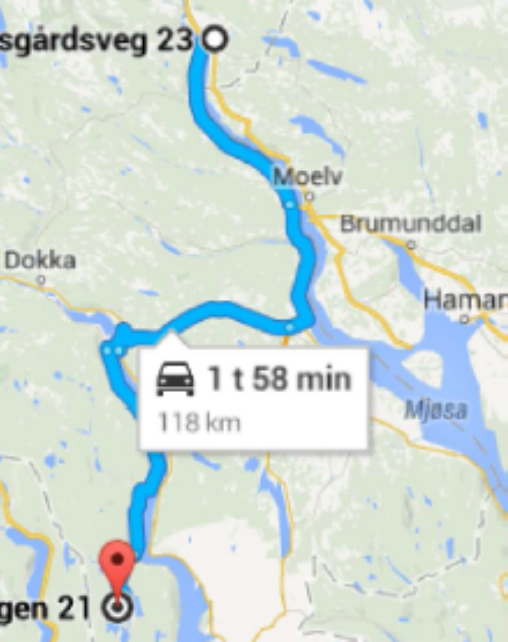 sgårdsveg 23
Moelv
Brumunddal
Dokka
Hamar
1 t 58 min
118 km
Mjøsa
gen 21